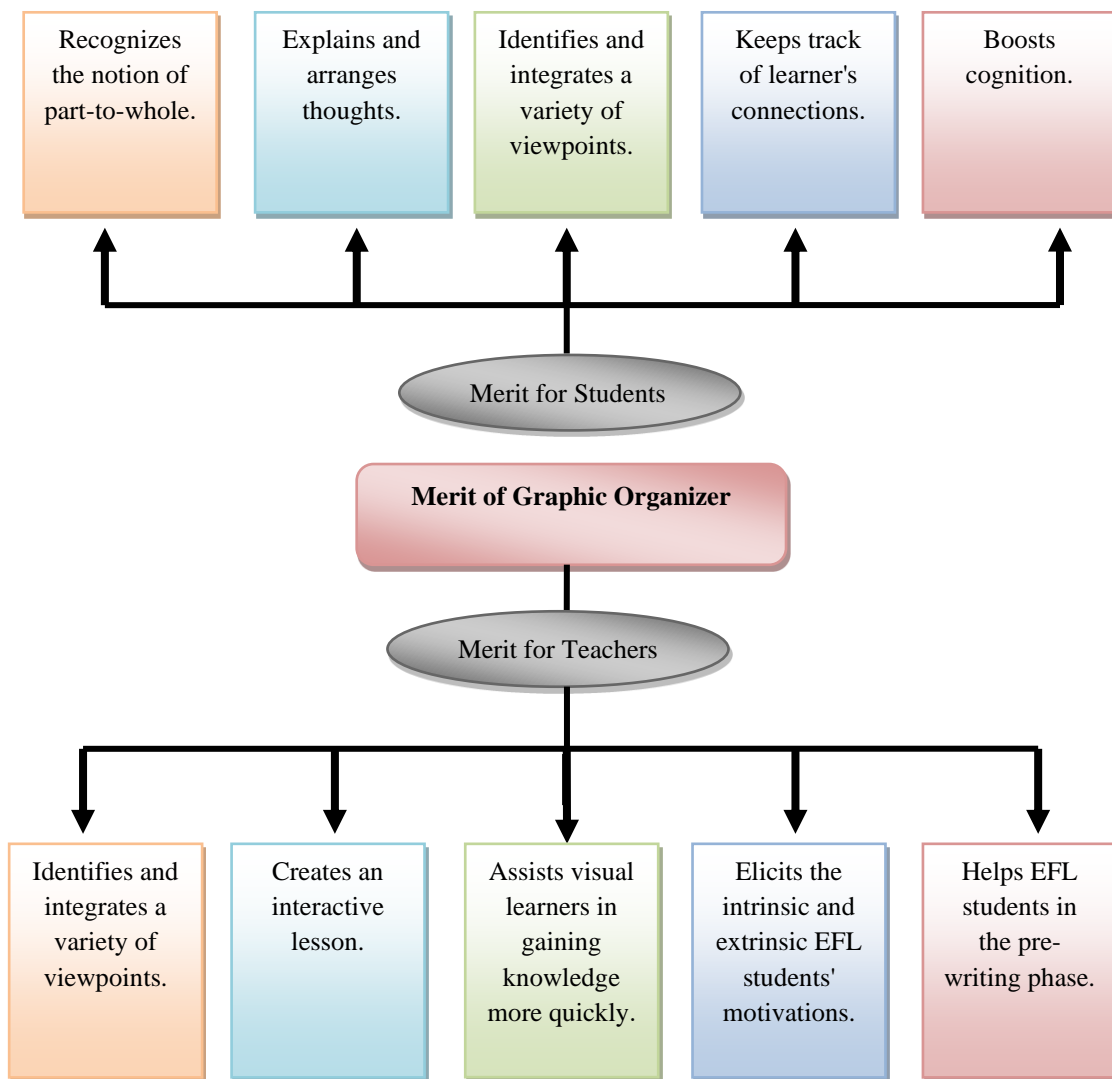 Recognizes
the notion of
part-to-whole.
Explains and
arranges
thoughts.
Identifies and
integrates a
variety of
viewpoints.
Keeps track
of learner's
connections.
Boosts
cognition.
Merit for Students
Merit of Graphic Organizer
Merit for Teachers
Identifies and
integrates a
variety of
viewpoints.
Creates an
interactive
lesson.
Assists visual
learners in
gaining
knowledge
more quickly.
Elicits the
intrinsic and
extrinsic EFL
students'
motivations.
Helps EFL
students in
the pre-
writing phase.